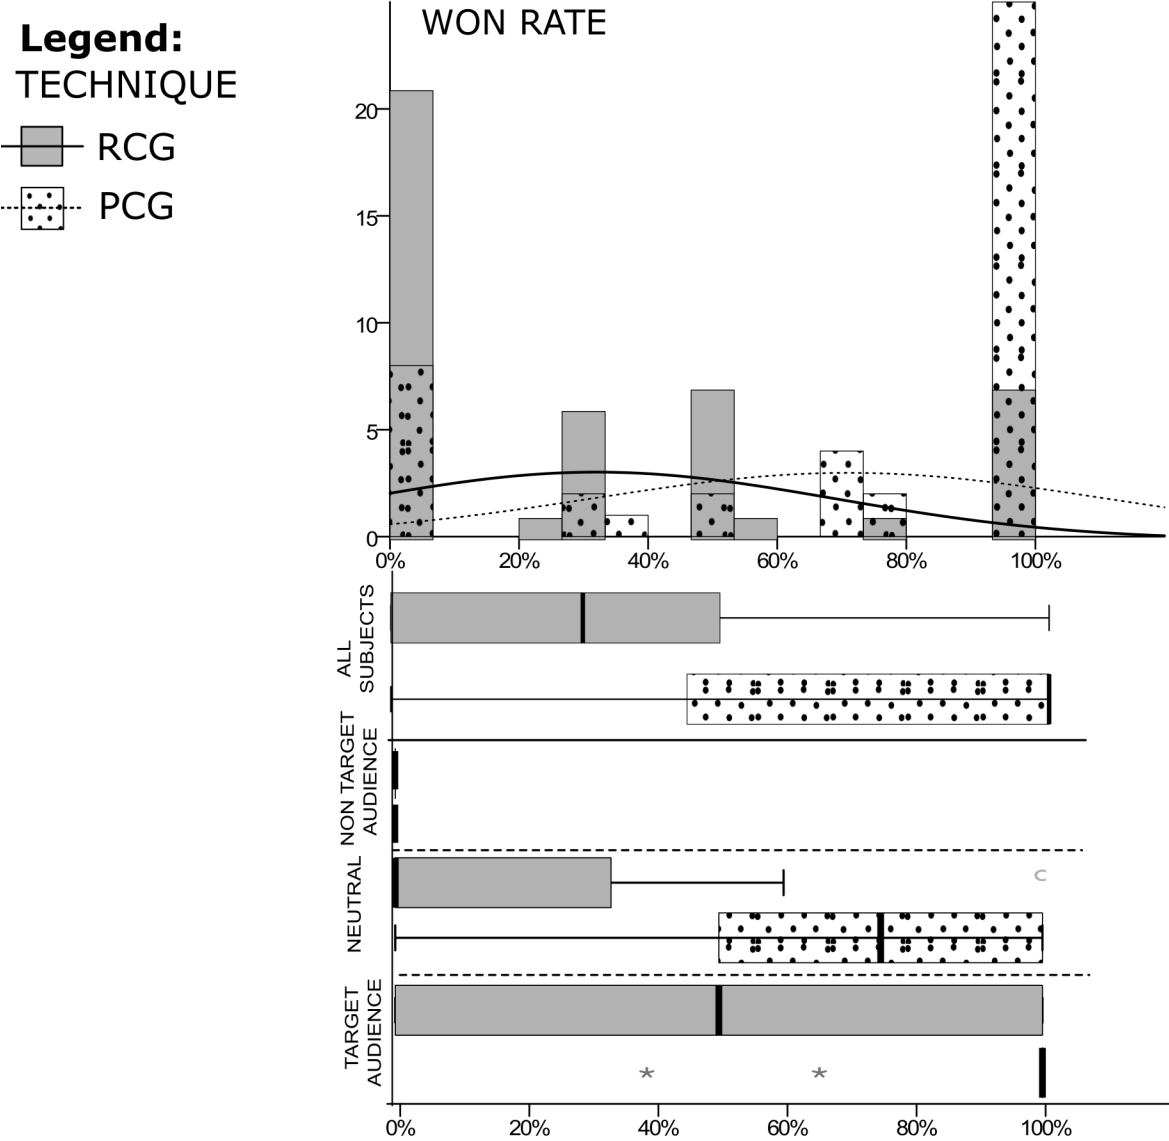 WON RATE
Legend:
TECHNIQUE
RCG
PCG
20
15
10
5
0
0% 20% 40% 60% 80% 100%
ALL
SUBJECTS
NON TARGET
AUDIENCE
NEUTRAL
TARGET
AUDIENCE
0% 20% 40% 60% 80% 100%